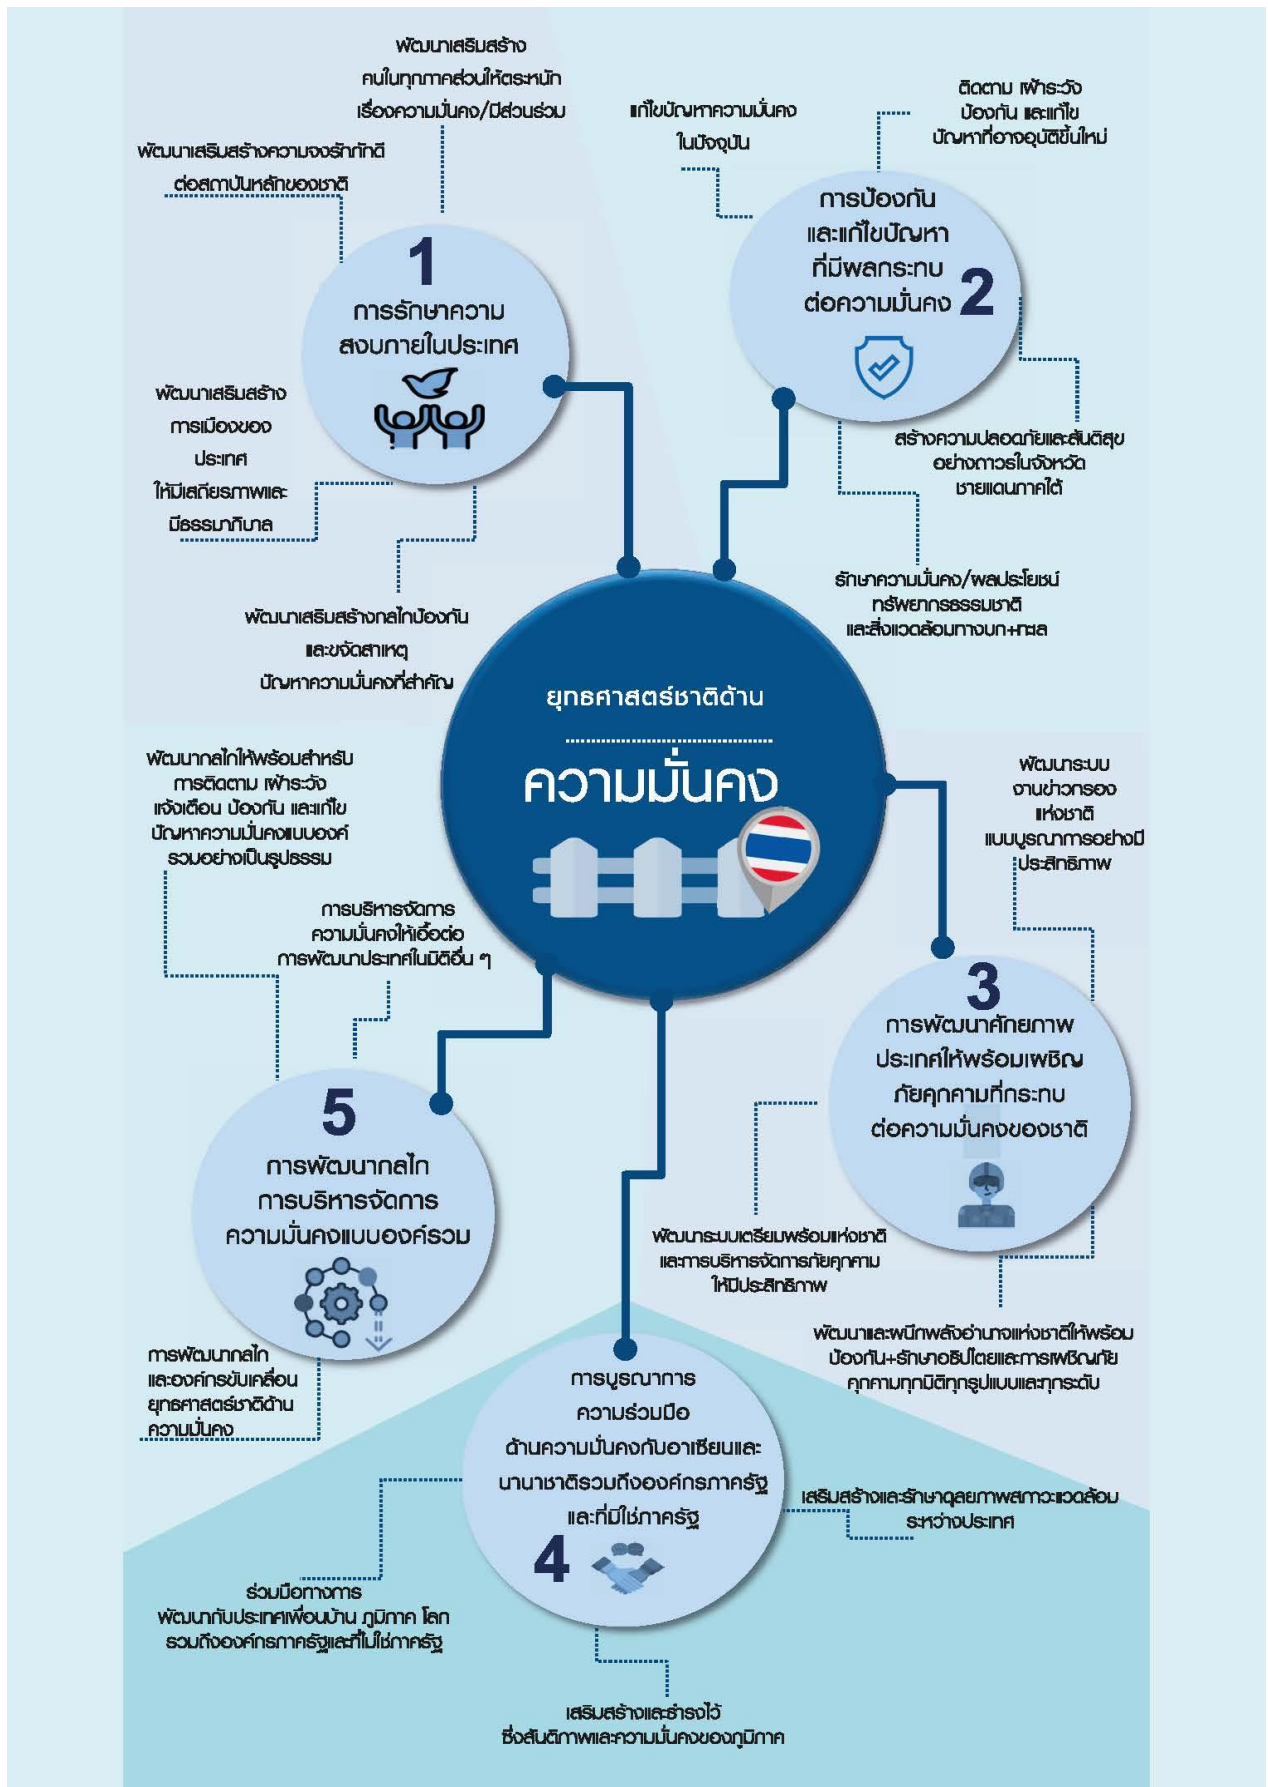 พัฒนาเสริมสร้าง
คนในทุกภาคส่วนให้ตระหนัก
เรื่องความมั่นคง/มีส่วนร่วม
พัฒนาเสริมสร้างความจงรักภักดี
ต่อสถาบันหลักของชาติ
1
การรักษาความ
สงบภายในประเทศ
พัฒนาเสริมสร้าง
การเมืองของ
ประเทศ
ให้มีเสถียรภาพและ
มีธรรมาภิบาล
พัฒนาเสริมสร้างกลไกป้องกัน
และขจัดสาเหตุ
ปัญหาความมั่นคงที่สำคัญ
แก้ไขปัญหาความมั่นคง
ในปัจจุบัน
ติดตาม เฝ้าระวัง
ป้องกัน และแก้ไข
ปัญหาที่อาจอุบัติขึ้นใหม่
การป้องกัน
และแก้ไขปัญหา
ที่มีผลกระทบ
ต่อความมั่นคง 2
สร้างความปลอดภัยและสันติสุข
อย่างถาวรในจังหวัด
ชายแดนภาคใต้
รักษาความมั่นคง/ผลประโยชน์
ทรัพยากรธรรมชาติ
และสิ่งแวดล้อมทางบก+ทะเล
ยุทธศาสตร์ชาติด้าน
ความมั่นคง
พัฒนาระบบ
งานข่าวกรอง
แห่งชาติ
แบบบูรณาการอย่างมี
ประสิทธิภาพ
3
การพัฒนาศักยภาพ
ประเทศให้พร้อมเผชิญ
ภัยคุกคามที่กระทบ
ต่อความมั่นคงของชาติ
พัฒนาระบบเตรียมพร้อมแห่งชาติ
และการบริหารจัดการภัยคุกคาม
ให้มีประสิทธิภาพ
พัฒนาและผนึกพลังอำนาจแห่งชาติให้พร้อม
ป้องกัน+รักษาอธิปไตยและการเผชิญภัย
คุกคามทุกมิติทุกรูปแบบและทุกระดับ
พัฒนากลไกให้พร้อมสำหรับ
การติดตาม เฝ้าระวัง
แจ้งเตือน ป้องกัน และแก้ไข
ปัญหาความมั่นคงแบบองค์
รวมอย่างเป็นรูปธรรม
การบริหารจัดการ
ความมั่นคงให้เอื้อต่อ
การพัฒนาประเทศในมิติอื่น ๆ
5
การพัฒนากลไก
การบริหารจัดการ
ความมั่นคงแบบองค์รวม
การพัฒนากลไก
และองค์กรขับเคลื่อน
ยุทธศาสตร์ชาติด้าน
ความมั่นคง
การบูรณาการ
ความร่วมมือ
ด้านความมั่นคงกับอาเซียนและ
นานาชาติรวมถึงองค์กรภาครัฐ
และที่มิใช่ภาครัฐ
4
เสริมสร้างและรักษาดุลยภาพสภาวะแวดล้อม
ระหว่างประเทศ
ร่วมมือทางการ
พัฒนากับประเทศเพื่อนบ้าน ภูมิภาค โลก
รวมถึงองค์กรภาครัฐและที่ไม่ใช่ภาครัฐ
เสริมสร้างและธำรงไว้
ซึ่งสันติภาพและความมั่นคงของภูมิภาค